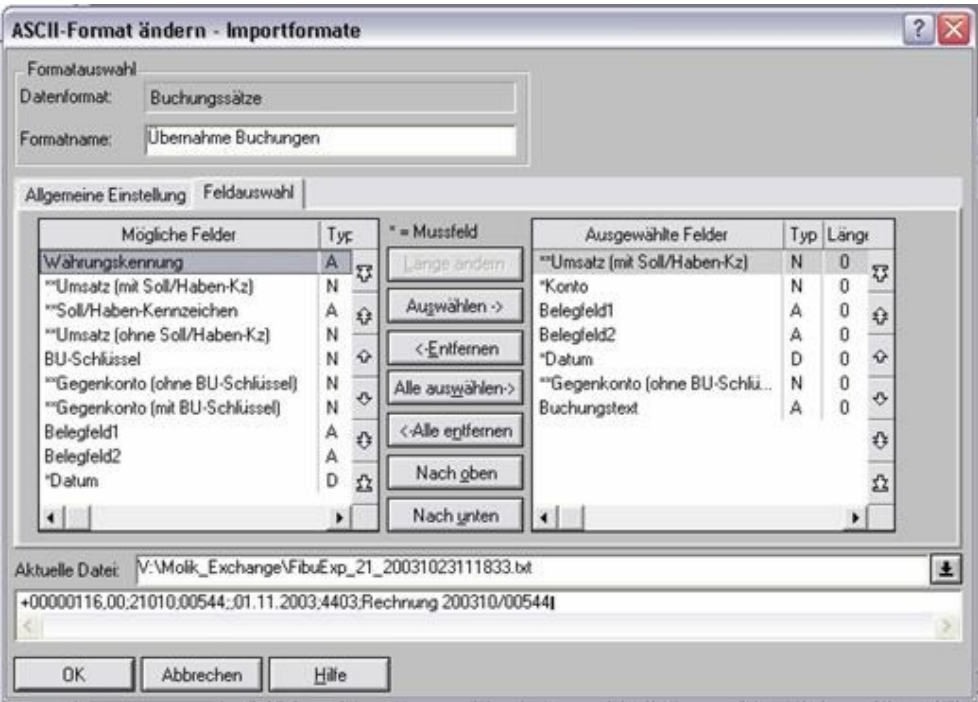 ASCII-Format ändern - Importformate
Formatauswahl
Datenformat: Buchungssätze
Formatname: Übernahme Buchungen
Allgemeine Einstellung Feldauswahl
Mögliche Felder Typ
Währungskennung A
**Umsatz (mit Soll/Haben-Kz) N
**Soll/Haben-Kennzeichen A
**Umsatz (ohne Soll/Haben-Kz) N
BU-Schlüssel N
**Gegenkonto (ohne BU-Schlüssel) N
**Gegenkonto (mit BU-Schlüssel) N
Belegfeld1 A
Belegfeld2 A
*Datum D
* = Mussfeld
Länge ändern
Auswählen ->
<-Entfernen
Alle auswählen->
<-Alle entfernen
Nach oben
Nach unten
Ausgewählte Felder Typ Länge
**Umsatz (mit Soll/Haben-Kz) N 0
*Konto N 0
Belegfeld1 A 0
Belegfeld2 A 0
*Datum D 0
**Gegenkonto (ohne BU-Schlü... N 0
Buchungstext A 0
Aktuelle Datei: V:\Molik_Exchange\FibuExp_21_20031023111833.txt
+00000116,00;21010;00544;;01.11.2003;4403;Rechnung 200310/00544
OK Abbrechen Hilfe